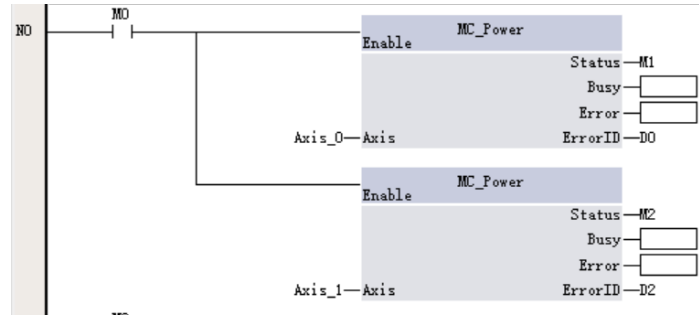 M0
N0
MC_Power
Enable
Status M1
Busy
Error
Axis_0 Axis ErrorID D0
MC_Power
Enable
Status M2
Busy
Error
Axis_1 Axis ErrorID D2